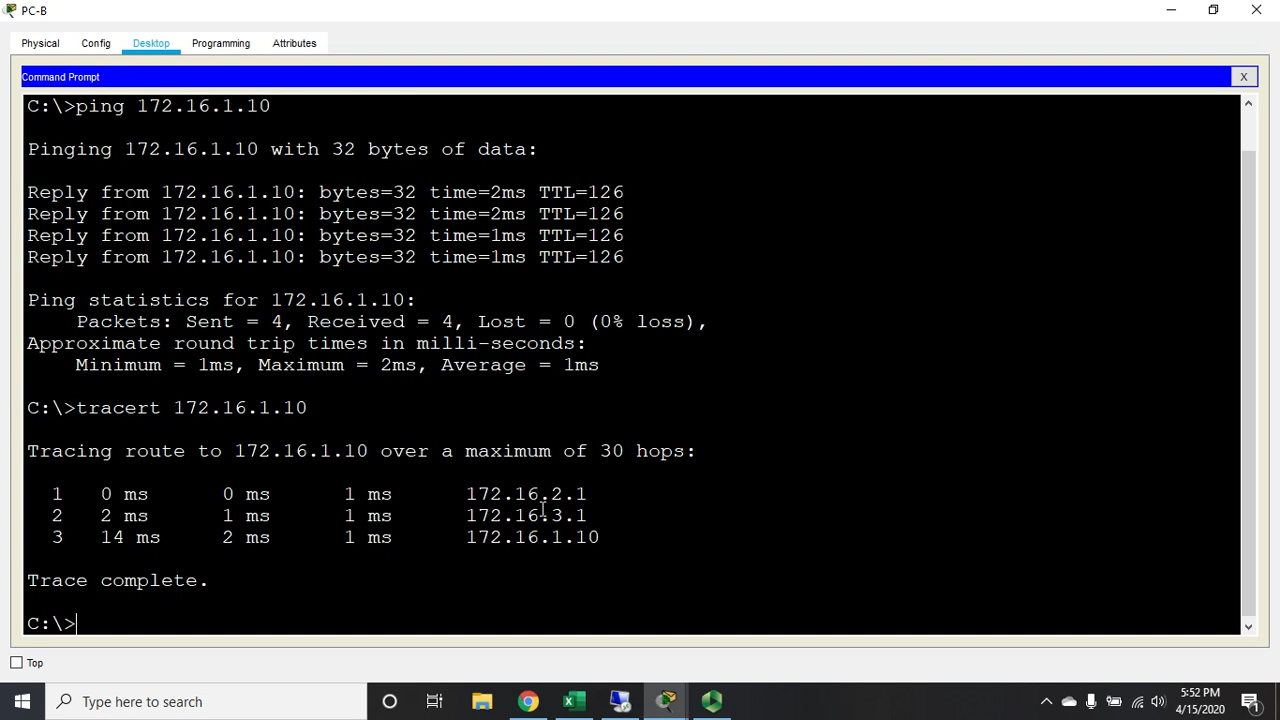 PC-B
Physical Config Desktop Programming Attributes
Command Prompt
X
C:\>ping 172.16.1.10
Pinging 172.16.1.10 with 32 bytes of data:
Reply from 172.16.1.10: bytes=32 time=2ms TTL=126
Reply from 172.16.1.10: bytes=32 time=2ms TTL=126
Reply from 172.16.1.10: bytes=32 time=1ms TTL=126
Reply from 172.16.1.10: bytes=32 time=1ms TTL=126
Ping statistics for 172.16.1.10:
Packets: Sent = 4, Received = 4, Lost = 0 (0% loss),
Approximate round trip times in milli-seconds:
Minimum = 1ms, Maximum = 2ms, Average = 1ms
C:\>tracert 172.16.1.10
Tracing route to 172.16.1.10 over a maximum of 30 hops:
1 0 ms 0 ms 1 ms 172.16.2.1
2 2 ms 1 ms 1 ms 172.16.3.1
3 14 ms 2 ms 1 ms 172.16.1.10
Trace complete.
C:\>
Top
Type here to search
5:52 PM
4/15/2020
1